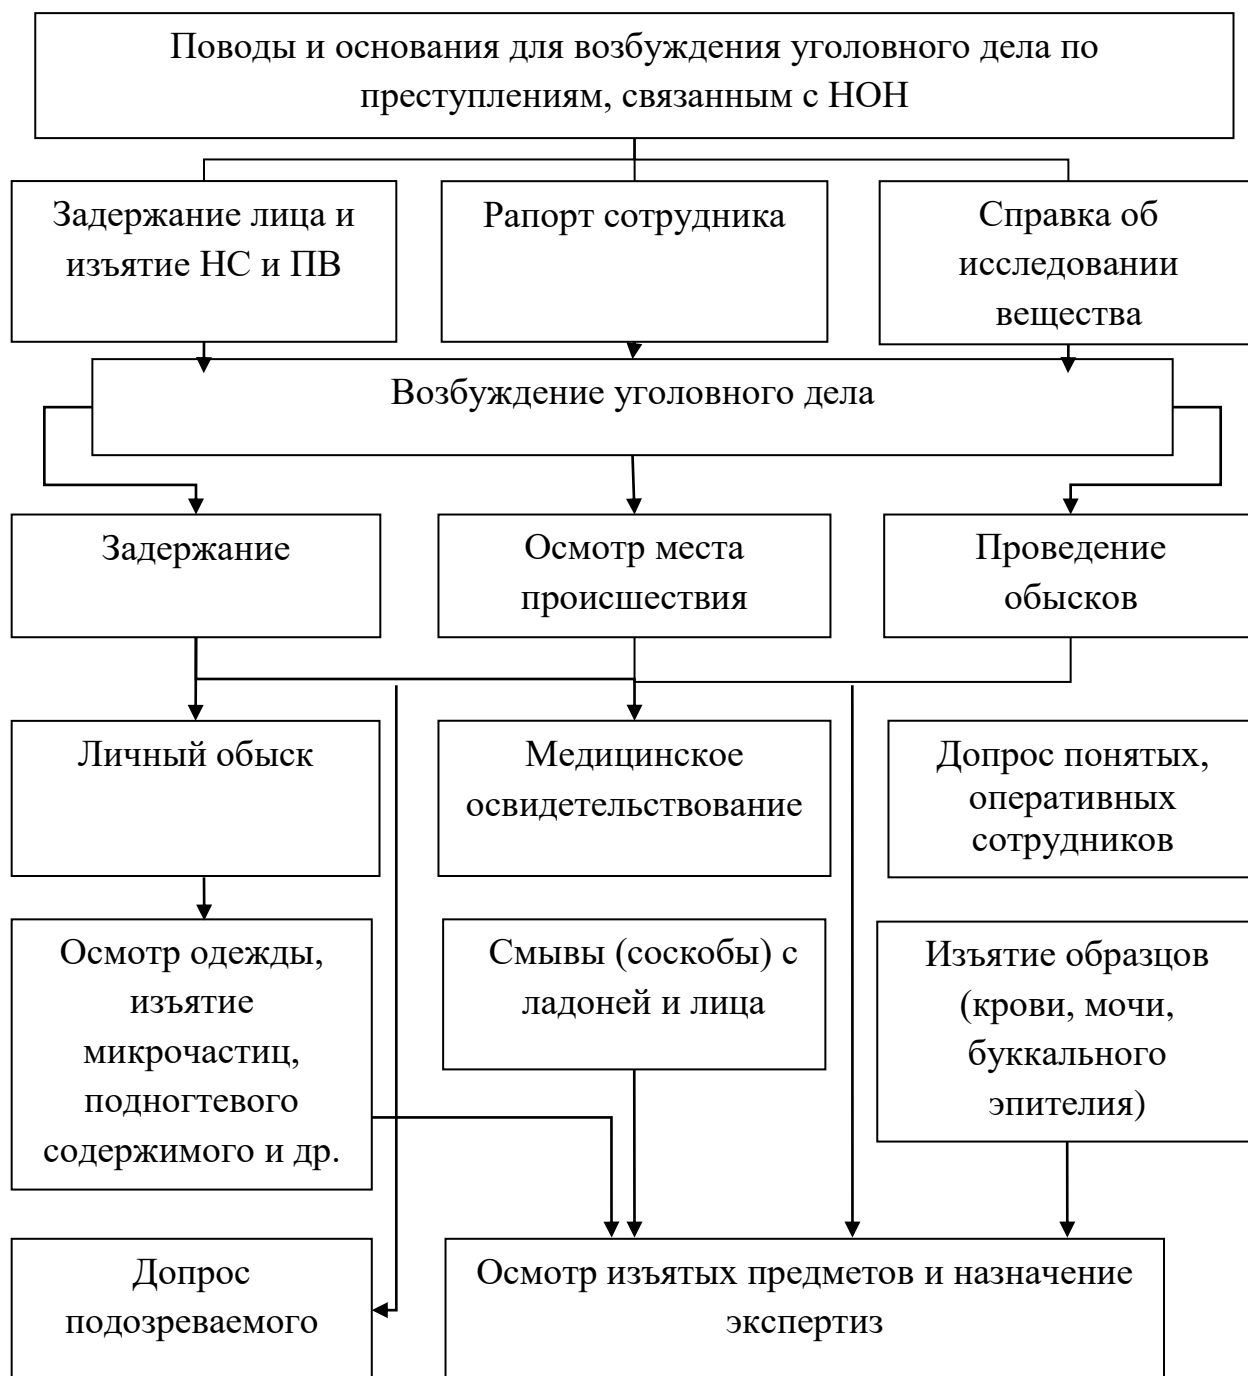 Поводы и основания для возбуждения уголовного дела по
преступлениям, связанным с НОН
Задержание лица и
изъятие НС и ПВ
Рапорт сотрудника
Справка об
исследовании
вещества
Возбуждение уголовного дела
Задержание
Осмотр места
происшествия
Проведение
обысков
Личный обыск
Медицинское
освидетельствование
Допрос понятых,
оперативных
сотрудников
Осмотр одежды,
изъятие
микрочастиц,
подногтевого
содержимого и др.
Смывы (соскобы) с
ладоней и лица
Изъятие образцов
(крови, мочи,
буккального
эпителия)
Допрос
подозреваемого
Осмотр изъятых предметов и назначение
экспертиз